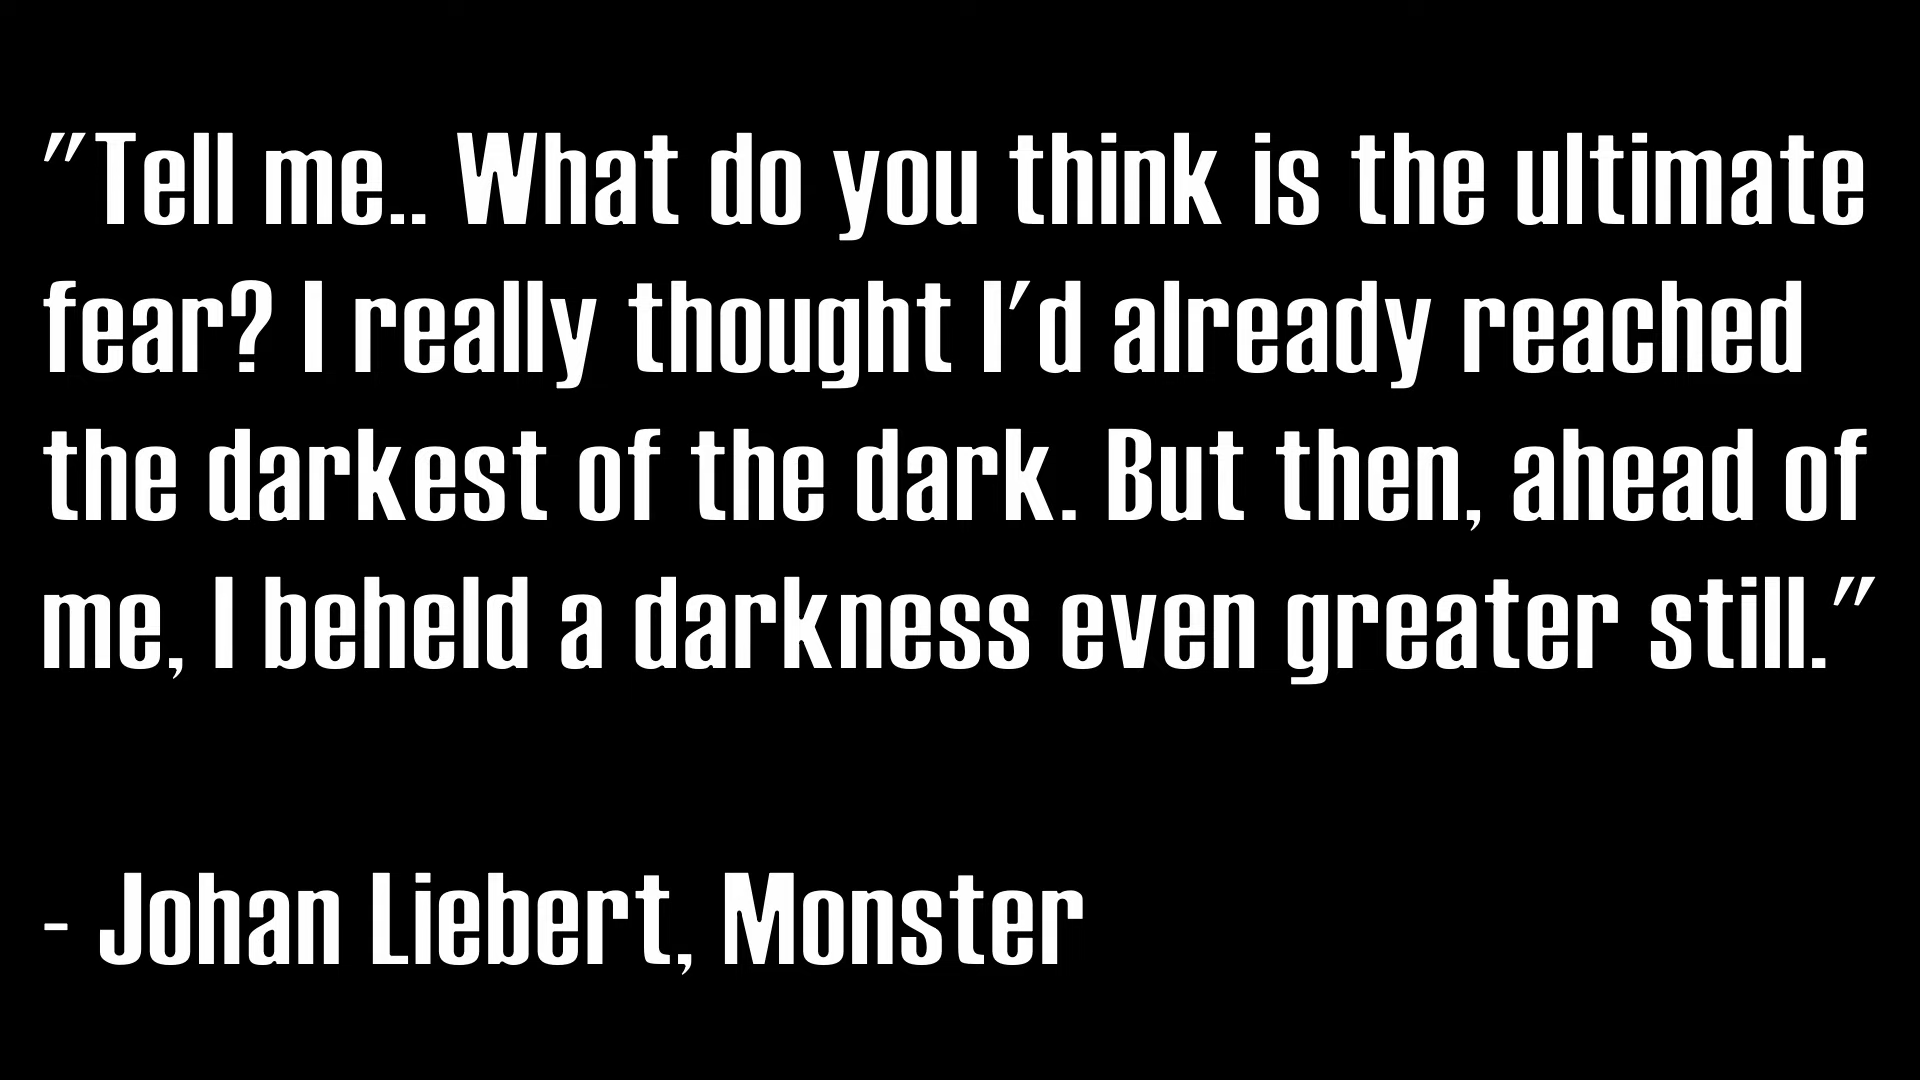 "Tell me.. What do you think is the ultimate
fear? I really thought I'd already reached
the darkest of the dark. But then, ahead of
me, I beheld a darkness even greater still."
- Johan Liebert, Monster